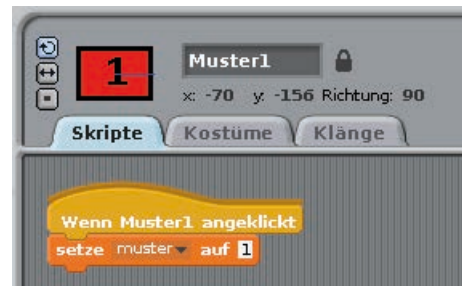 1
Muster1
x: -70 y: -156 Richtung: 90
Skripte Kostüme Klänge
Wenn Muster1 angeklickt
setze muster auf 1